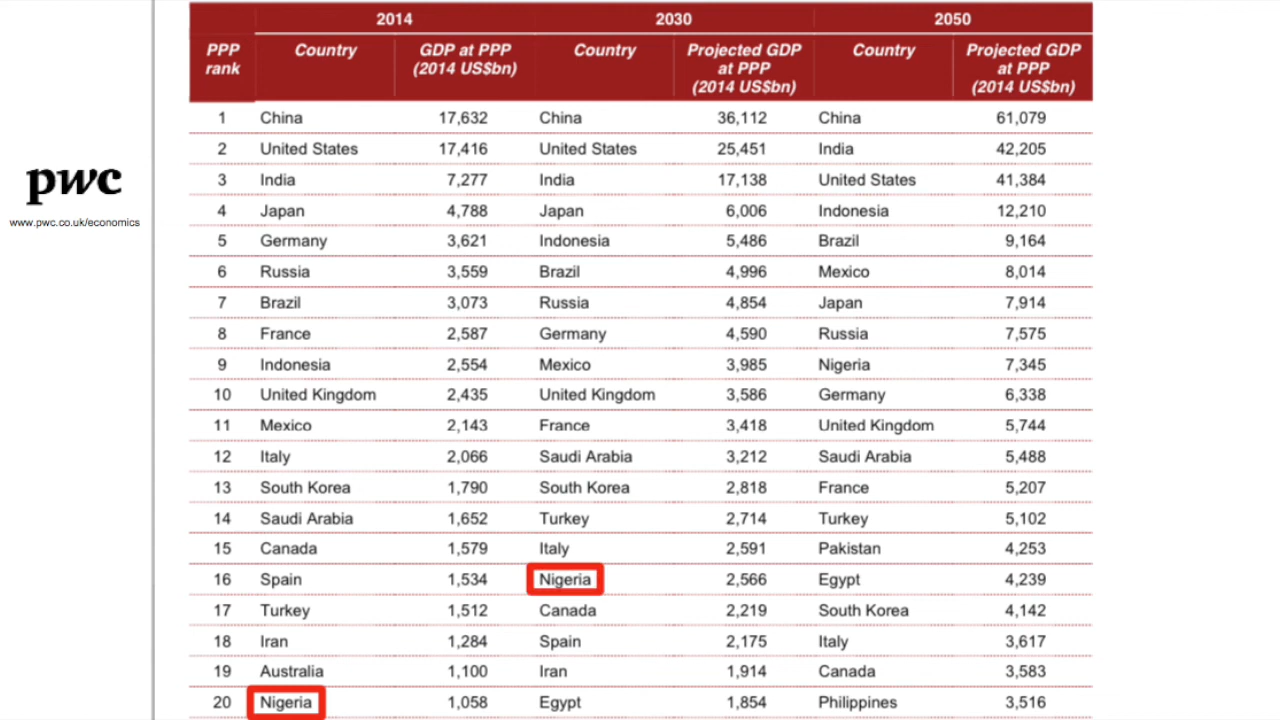 2014 2030 2050
PPP rank Country GDP at PPP (2014 US$bn) Country Projected GDP at PPP (2014 US$bn) Country Projected GDP at PPP (2014 US$bn)
1 China 17,632 China 36,112 China 61,079
2 United States 17,416 United States 25,451 India 42,205
pwc
3 India 7,277 India 17,138 United States 41,384
www.pwc.co.uk/economics
4 Japan 4,788 Japan 6,006 Indonesia 12,210
5 Germany 3,621 Indonesia 5,486 Brazil 9,164
6 Russia 3,559 Brazil 4,996 Mexico 8,014
7 Brazil 3,073 Russia 4,854 Japan 7,914
8 France 2,587 Germany 4,590 Russia 7,575
9 Indonesia 2,554 Mexico 3,985 Nigeria 7,345
10 United Kingdom 2,435 United Kingdom 3,586 Germany 6,338
11 Mexico 2,143 France 3,418 United Kingdom 5,744
12 Italy 2,066 Saudi Arabia 3,212 Saudi Arabia 5,488
13 South Korea 1,790 South Korea 2,818 France 5,207
14 Saudi Arabia 1,652 Turkey 2,714 Turkey 5,102
15 Canada 1,579 Italy 2,591 Pakistan 4,253
16 Spain 1,534 Nigeria 2,566 Egypt 4,239
17 Turkey 1,512 Canada 2,219 South Korea 4,142
18 Iran 1,284 Spain 2,175 Italy 3,617
19 Australia 1,100 Iran 1,914 Canada 3,583
20 Nigeria 1,058 Egypt 1,854 Philippines 3,516